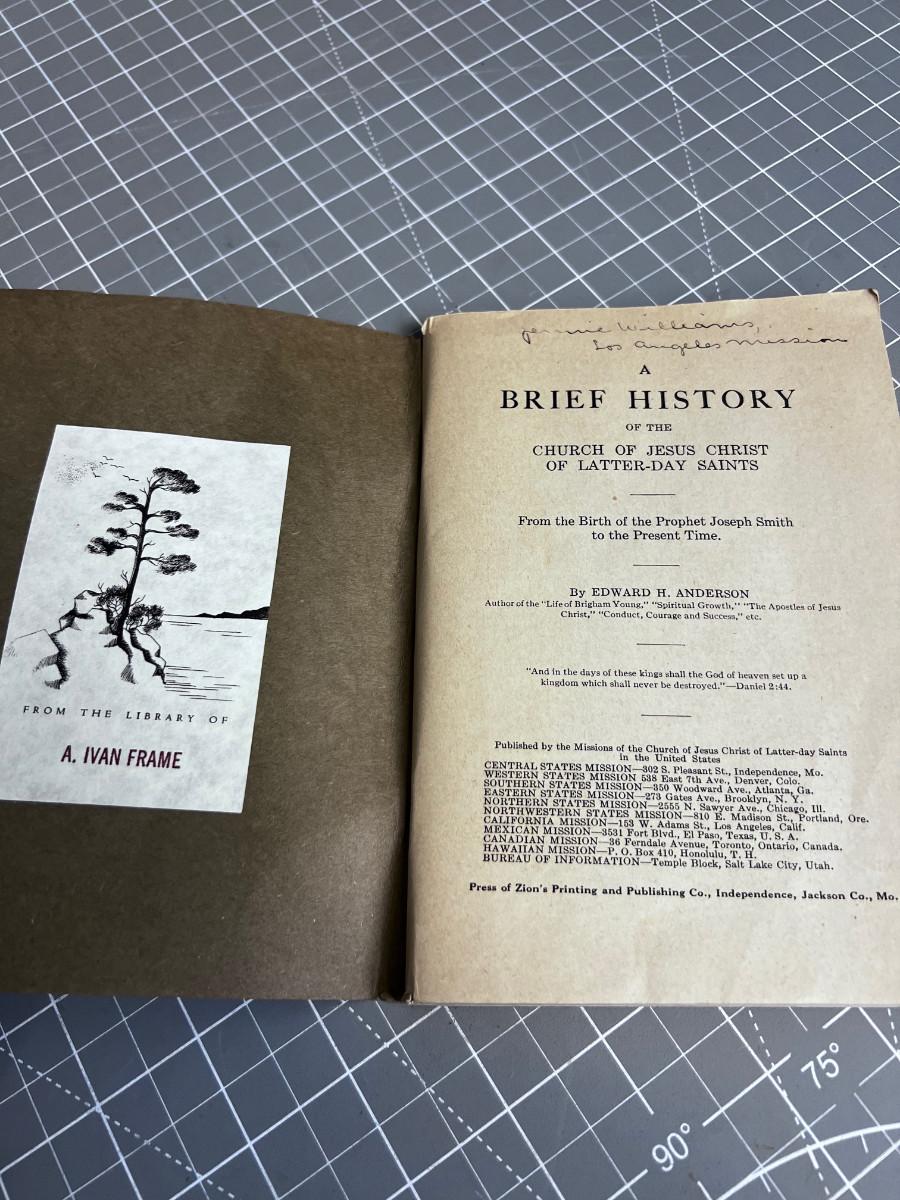 FROM THE LIBRARY OF
A. IVAN FRAME
Jennie Williams,
Los Angeles Mission
A
BRIEF HISTORY
OF THE
CHURCH OF JESUS CHRIST
OF LATTER-DAY SAINTS
From the Birth of the Prophet Joseph Smith
to the Present Time.
By EDWARD H. ANDERSON
Author of the "Life of Brigham Young," "Spiritual Growth," "The Apostles of Jesus
Christ," "Conduct, Courage and Success," etc.
"And in the days of these kings shall the God of heaven set up a
kingdom which shall never be destroyed."—Daniel 2:44.
Published by the Missions of the Church of Jesus Christ of Latter-day Saints
in the United States
CENTRAL STATES MISSION—302 S. Pleasant St., Independence, Mo.
WESTERN STATES MISSION 538 East 7th Ave., Denver, Colo.
SOUTHERN STATES MISSION—350 Woodward Ave., Atlanta, Ga.
EASTERN STATES MISSION—273 Gates Ave., Brooklyn, N. Y.
NORTHERN STATES MISSION—2555 N. Sawyer Ave., Chicago, Ill.
NORTHWESTERN STATES MISSION—810 E. Madison St., Portland, Ore.
CALIFORNIA MISSION—153 W. Adams St., Los Angeles, Calif.
MEXICAN MISSION—3531 Fort Blvd., El Paso, Texas, U. S. A.
CANADIAN MISSION—36 Ferndale Avenue, Toronto, Ontario, Canada.
HAWAIIAN MISSION—P. O. Box 410, Honolulu, T. H.
BUREAU OF INFORMATION—Temple Block, Salt Lake City, Utah.
Press of Zion's Printing and Publishing Co., Independence, Jackson Co., Mo.
75°
90°